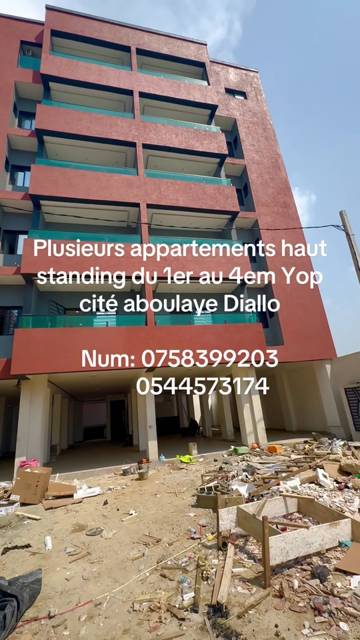 Plusieurs appartements haut
standing du 1er au 4em Yop
cité aboulaye Diallo
Num: 0758399203
0544573174